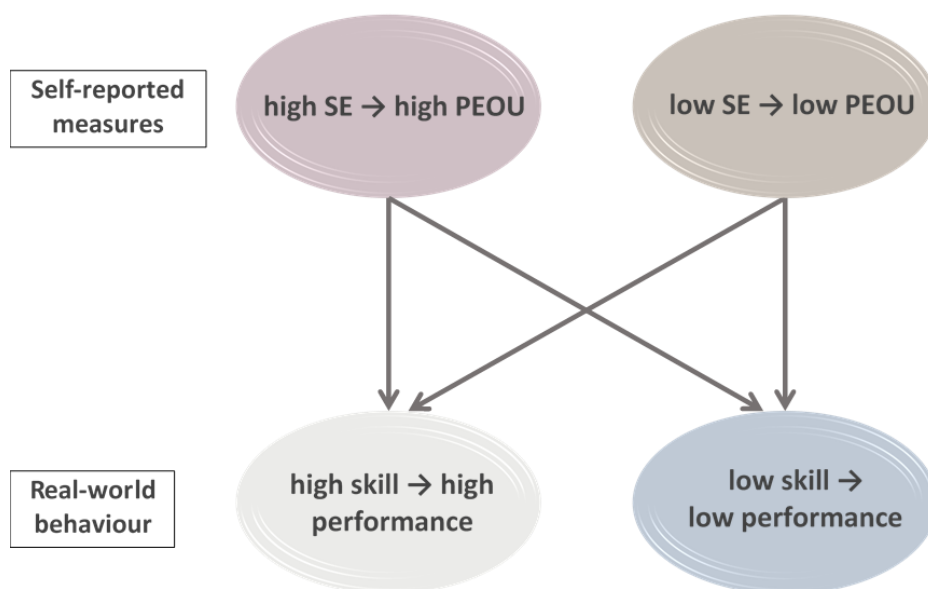 Self-reported
measures
high SE → high PEOU
low SE → low PEOU
Real-world
behaviour
high skill → high
performance
low skill →
low performance